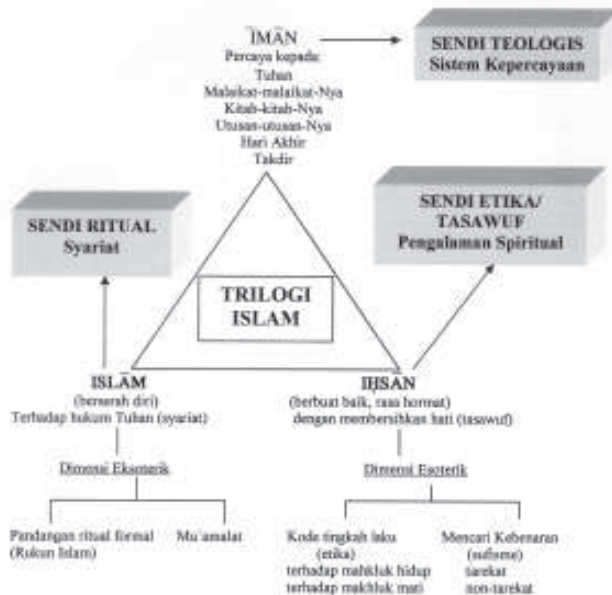 ĪMĀN
Percaya kepada:
Tuhan
Malaikat-malaikat-Nya
Kitab-kitab-Nya
Utusan-utusan-Nya
Hari Akhir
Takdir
SENDI TEOLOGIS
Sistem Kepercayaan
SENDI RITUAL
Syariat
SENDI ETIKA/
TASAWUF
Pengalaman Spiritual
TRILOGI
ISLAM
ISLĀM
(berserah diri)
Terhadap hukum Tuhan (syariat)
Dimensi Eksoterik
Pandangan ritual formal
(Rukun Islam)
Mu'amalat
IḤSĀN
(berbuat baik, rasa hormat)
dengan membersihkan hati (tasawuf)
Dimensi Esoterik
Kode tingkah laku
(etika)
terhadap mahkluk hidup
terhadap makhluk mati
Mencari Kebenaran
(sufisme)
tarekat
non-tarekat